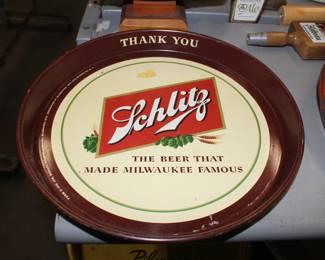 THANK YOU
Schlitz
THE BEER THAT
MADE MILWAUKEE FAMOUS